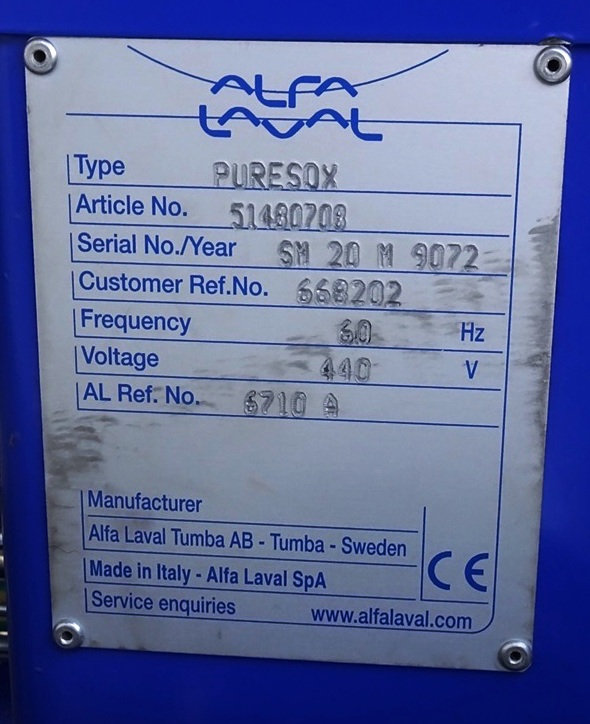 ALFA
LAVAL
Type PURESOX
Article No. 51480708
Serial No./Year SM 20 M 9072
Customer Ref.No. 668202
Frequency 60 Hz
Voltage 440 V
AL Ref. No. 6710 A
Manufacturer
Alfa Laval Tumba AB - Tumba - Sweden
Made in Italy - Alfa Laval SpA
CE
Service enquiries www.alfalaval.com